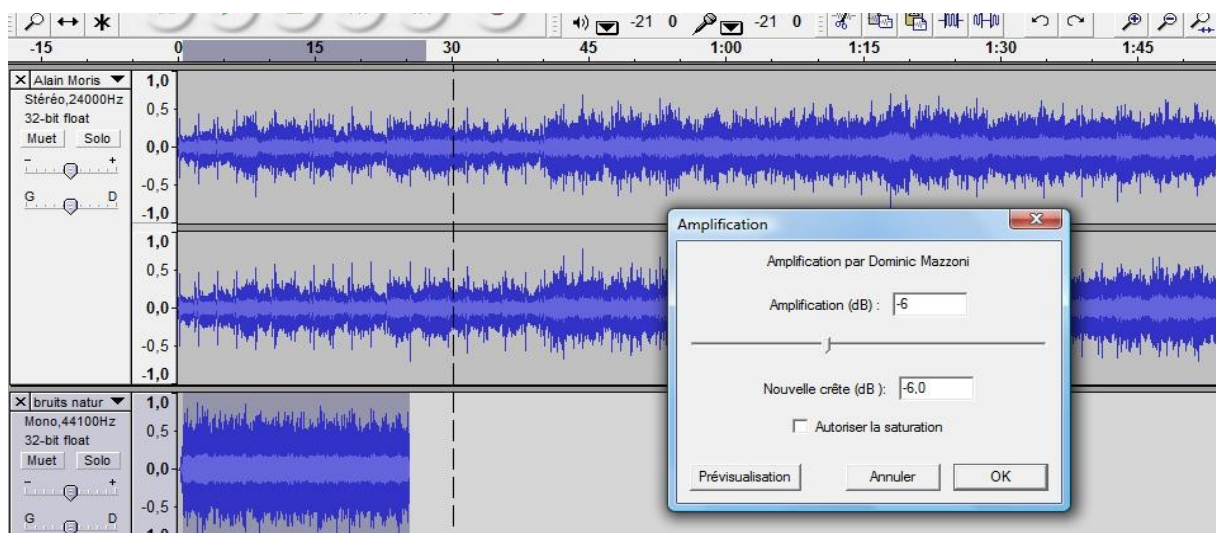 -21 0 -21 0
-15 0 15 30 45 1:00 1:15 1:30 1:45
Alain Moris
Stéréo,24000Hz
32-bit float
Muet Solo
- +
G D
1,0
0,5
0,0
-0,5
-1,0
1,0
0,5
0,0
-0,5
-1,0
Amplification
Amplification par Dominic Mazzoni
Amplification (dB) : -6
Nouvelle crête (dB ): -6,0
Autoriser la saturation
Prévisualisation Annuler OK
bruits natur
Mono,44100Hz
32-bit float
Muet Solo
- +
G D
1,0
0,5
0,0
-0,5